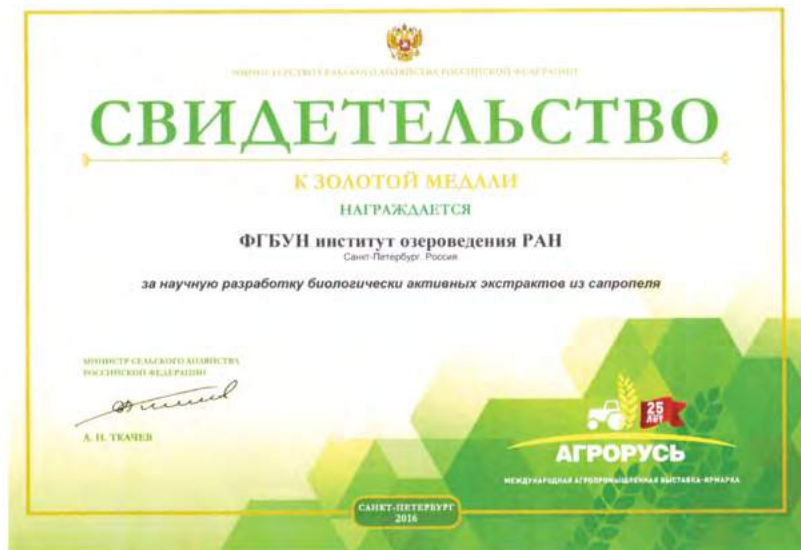 МИНИСТЕРСТВО СЕЛЬСКОГО ХОЗЯЙСТВА РОССИЙСКОЙ ФЕДЕРАЦИИ
СВИДЕТЕЛЬСТВО
К ЗОЛОТОЙ МЕДАЛИ
НАГРАЖДАЕТСЯ
ФГБУН институт озероведения РАН
Санкт-Петербург. Россия
за научную разработку биологически активных экстрактов из сапропеля
МИНИСТР СЕЛЬСКОГО ХОЗЯЙСТВА
РОССИЙСКОЙ ФЕДЕРАЦИИ
А. Н. ТКАЧЕВ
25
ЛЕТ
АГРОРУСЬ
МЕЖДУНАРОДНАЯ АГРОПРОМЫШЛЕННАЯ ВЫСТАВКА-ЯРМАРКА
САНКТ-ПЕТЕРБУРГ
2016